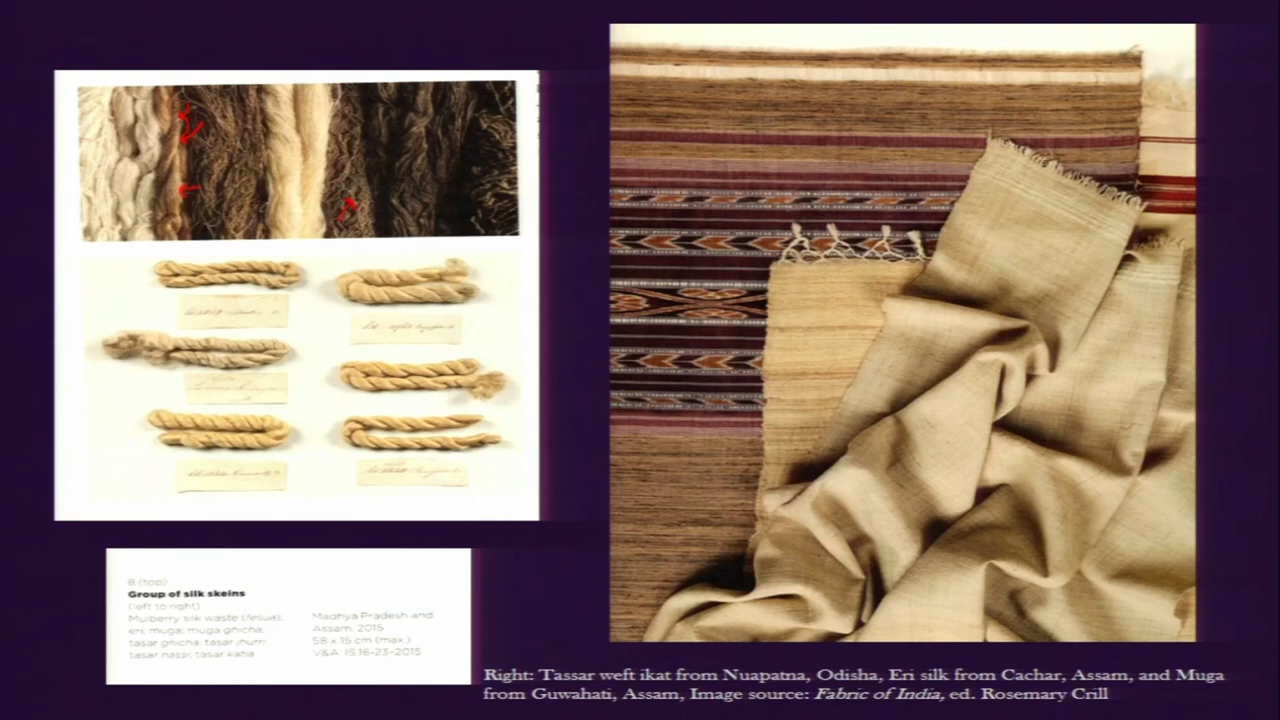 8 (top)
Group of silk skeins
(left to right)
Mulberry silk waste (fesua);
eri; muga; muga ghicha;
tasar ghicha; tasar jhurri;
tasar nassi; tasar katia
Madhya Pradesh and
Assam, 2015
58 x 15 cm (max.)
V&A: IS.16-23–2015
Right: Tassar weft ikat from Nuapatna, Odisha, Eri silk from Cachar, Assam, and Muga
from Guwahati, Assam, Image source: Fabric of India, ed. Rosemary Crill